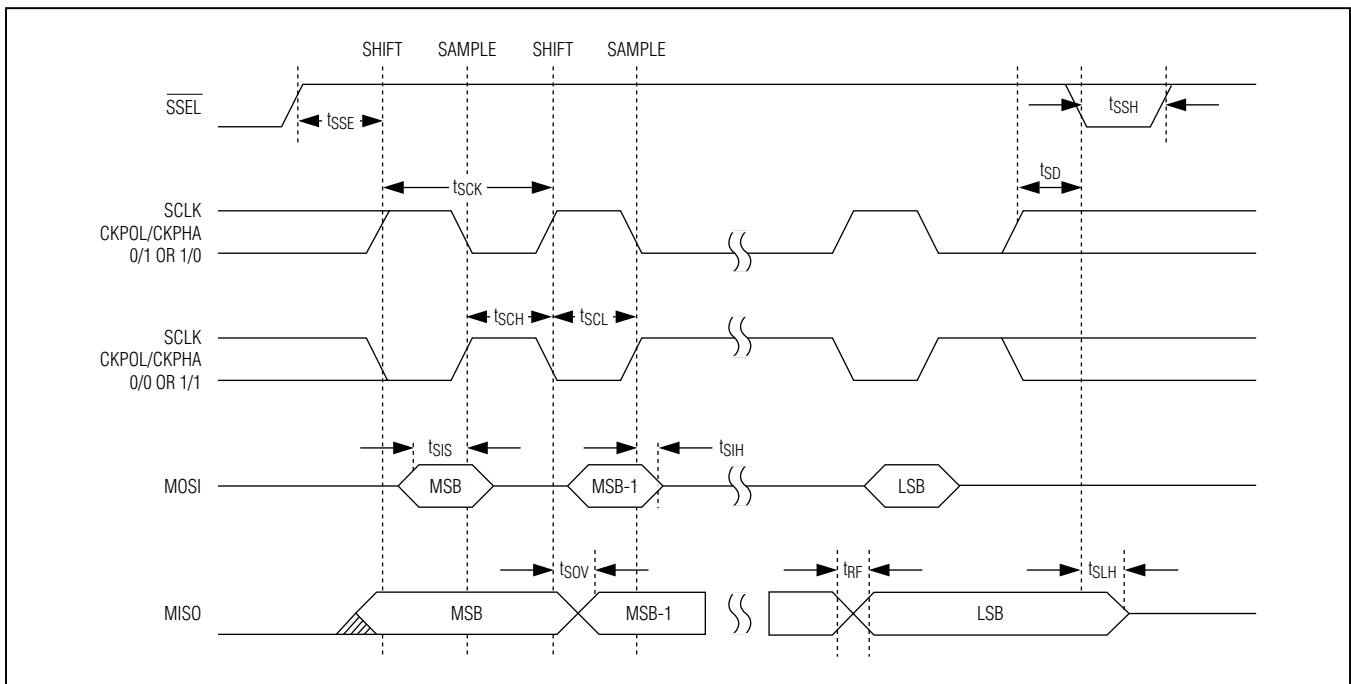 SHIFT SAMPLE SHIFT SAMPLE
SSEL
tSSE
tSSH
tSD
tSCK
SCLK
CKPOL/CKPHA
0/1 OR 1/0
tSCH tSCL
SCLK
CKPOL/CKPHA
0/0 OR 1/1
tSIS tSIH
MOSI MSB MSB-1 LSB
tSOV tRF tSLH
MISO MSB MSB-1 LSB